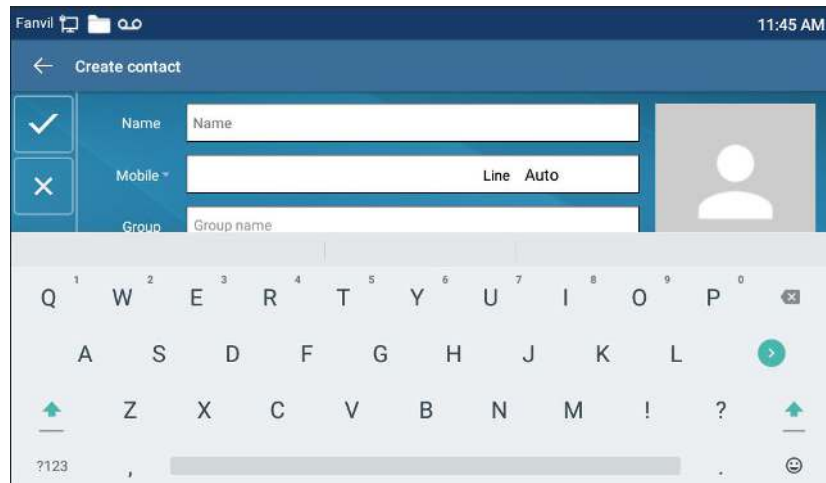 Fanvil 11:45 AM
Create contact
Name Name
Mobile Line Auto
Group Group name
1 2 3 4 5 6 7 8 9 0
Q W E R T Y U I O P
A S D F G H J K L
Z X C V B N M ! ?
?123 , .